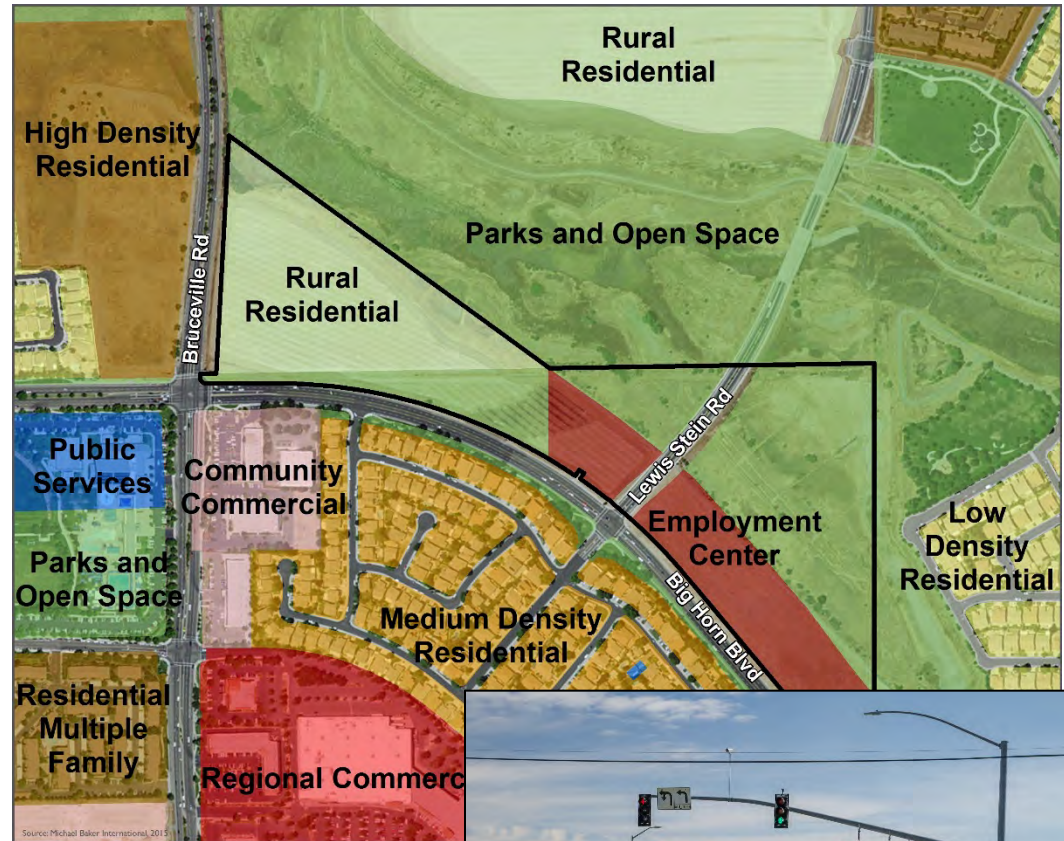 Rural
Residential
High Density
Residential
Parks and Open Space
Rural
Residential
Bruceville Rd
Lewis Stein Rd
Public
Services
Community
Commercial
Employment
Center
Low
Density
Residential
Parks and
Open Space
Medium Density
Residential
Big Horn Blvd
Residential
Multiple
Family
Regional Commerc
Source: Michael Baker International, 2015